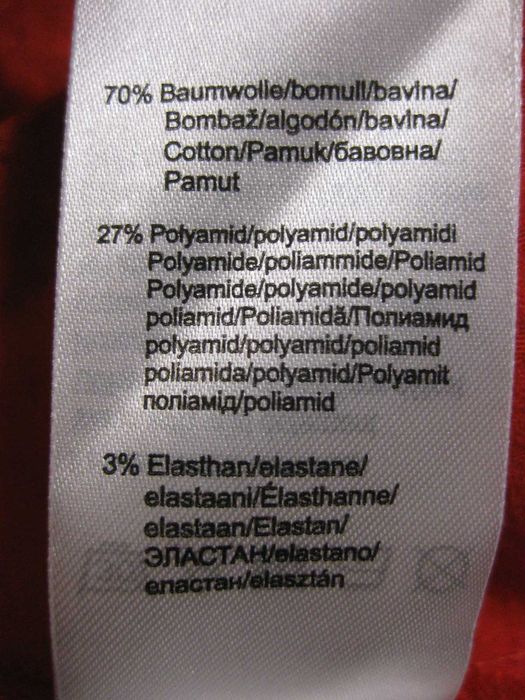 70% Baumwolle/bomull/bavlna/
Bombaž/algodón/bavlna/
Cotton/Pamuk/бавовна/
Pamut
27% Polyamid/polyamid/polyamidi
Polyamide/poliammide/Poliamid
Polyamide/polyamide/polyamid
poliamid/Poliamidă/Полиамид
polyamid/polyamid/poliamid
poliamida/polyamid/Polyamit
поліамід/poliamid
3% Elasthan/elastane/
elastaani/Élasthanne/
elastaan/Elastan/
ЭЛАСТАН/elastano/
еластан/elasztán